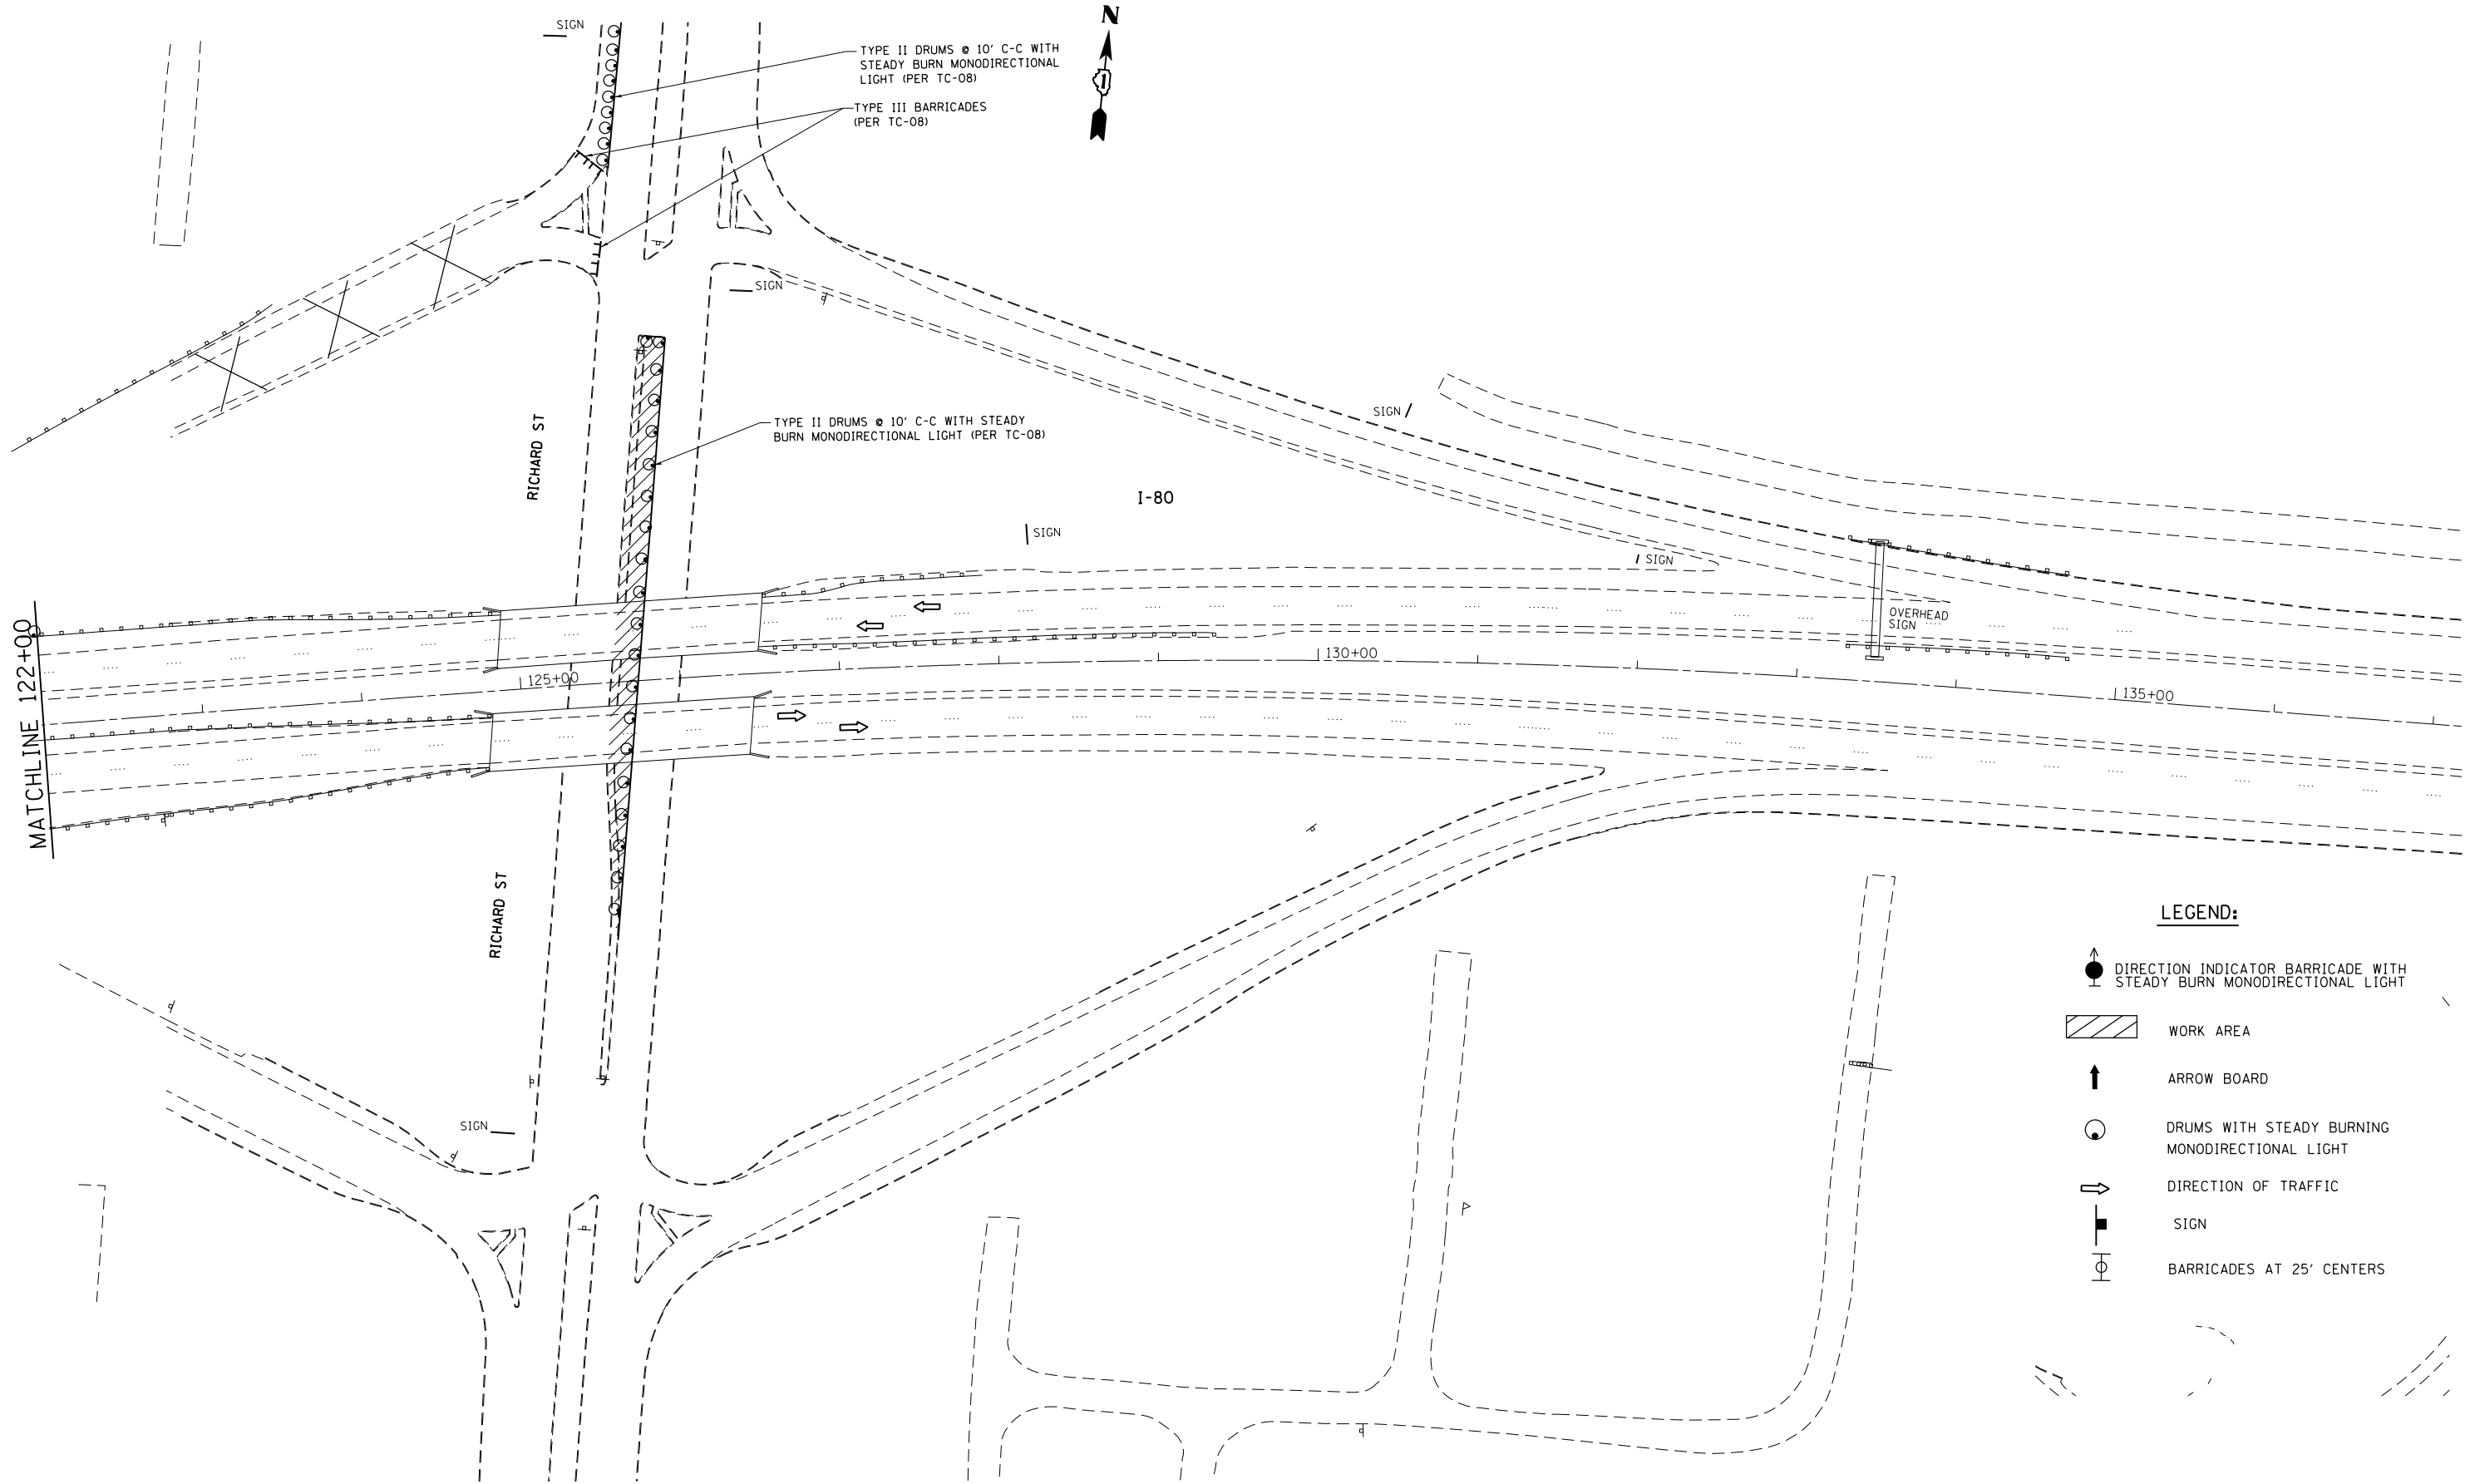 SIGN
N
TYPE II DRUMS @ 10' C-C WITH
STEADY BURN MONODIRECTIONAL
LIGHT (PER TC-08)
TYPE III BARRICADES
(PER TC-08)
SIGN
SIGN
TYPE II DRUMS @ 10' C-C WITH STEADY
BURN MONODIRECTIONAL LIGHT (PER TC-08)
RICHARD ST
I-80
SIGN
SIGN
OVERHEAD
SIGN
MATCHLINE 122+00
125+00
130+00
135+00
RICHARD ST
SIGN
LEGEND:
DIRECTION INDICATOR BARRICADE WITH
STEADY BURN MONODIRECTIONAL LIGHT
WORK AREA
ARROW BOARD
DRUMS WITH STEADY BURNING
MONODIRECTIONAL LIGHT
DIRECTION OF TRAFFIC
SIGN
BARRICADES AT 25' CENTERS